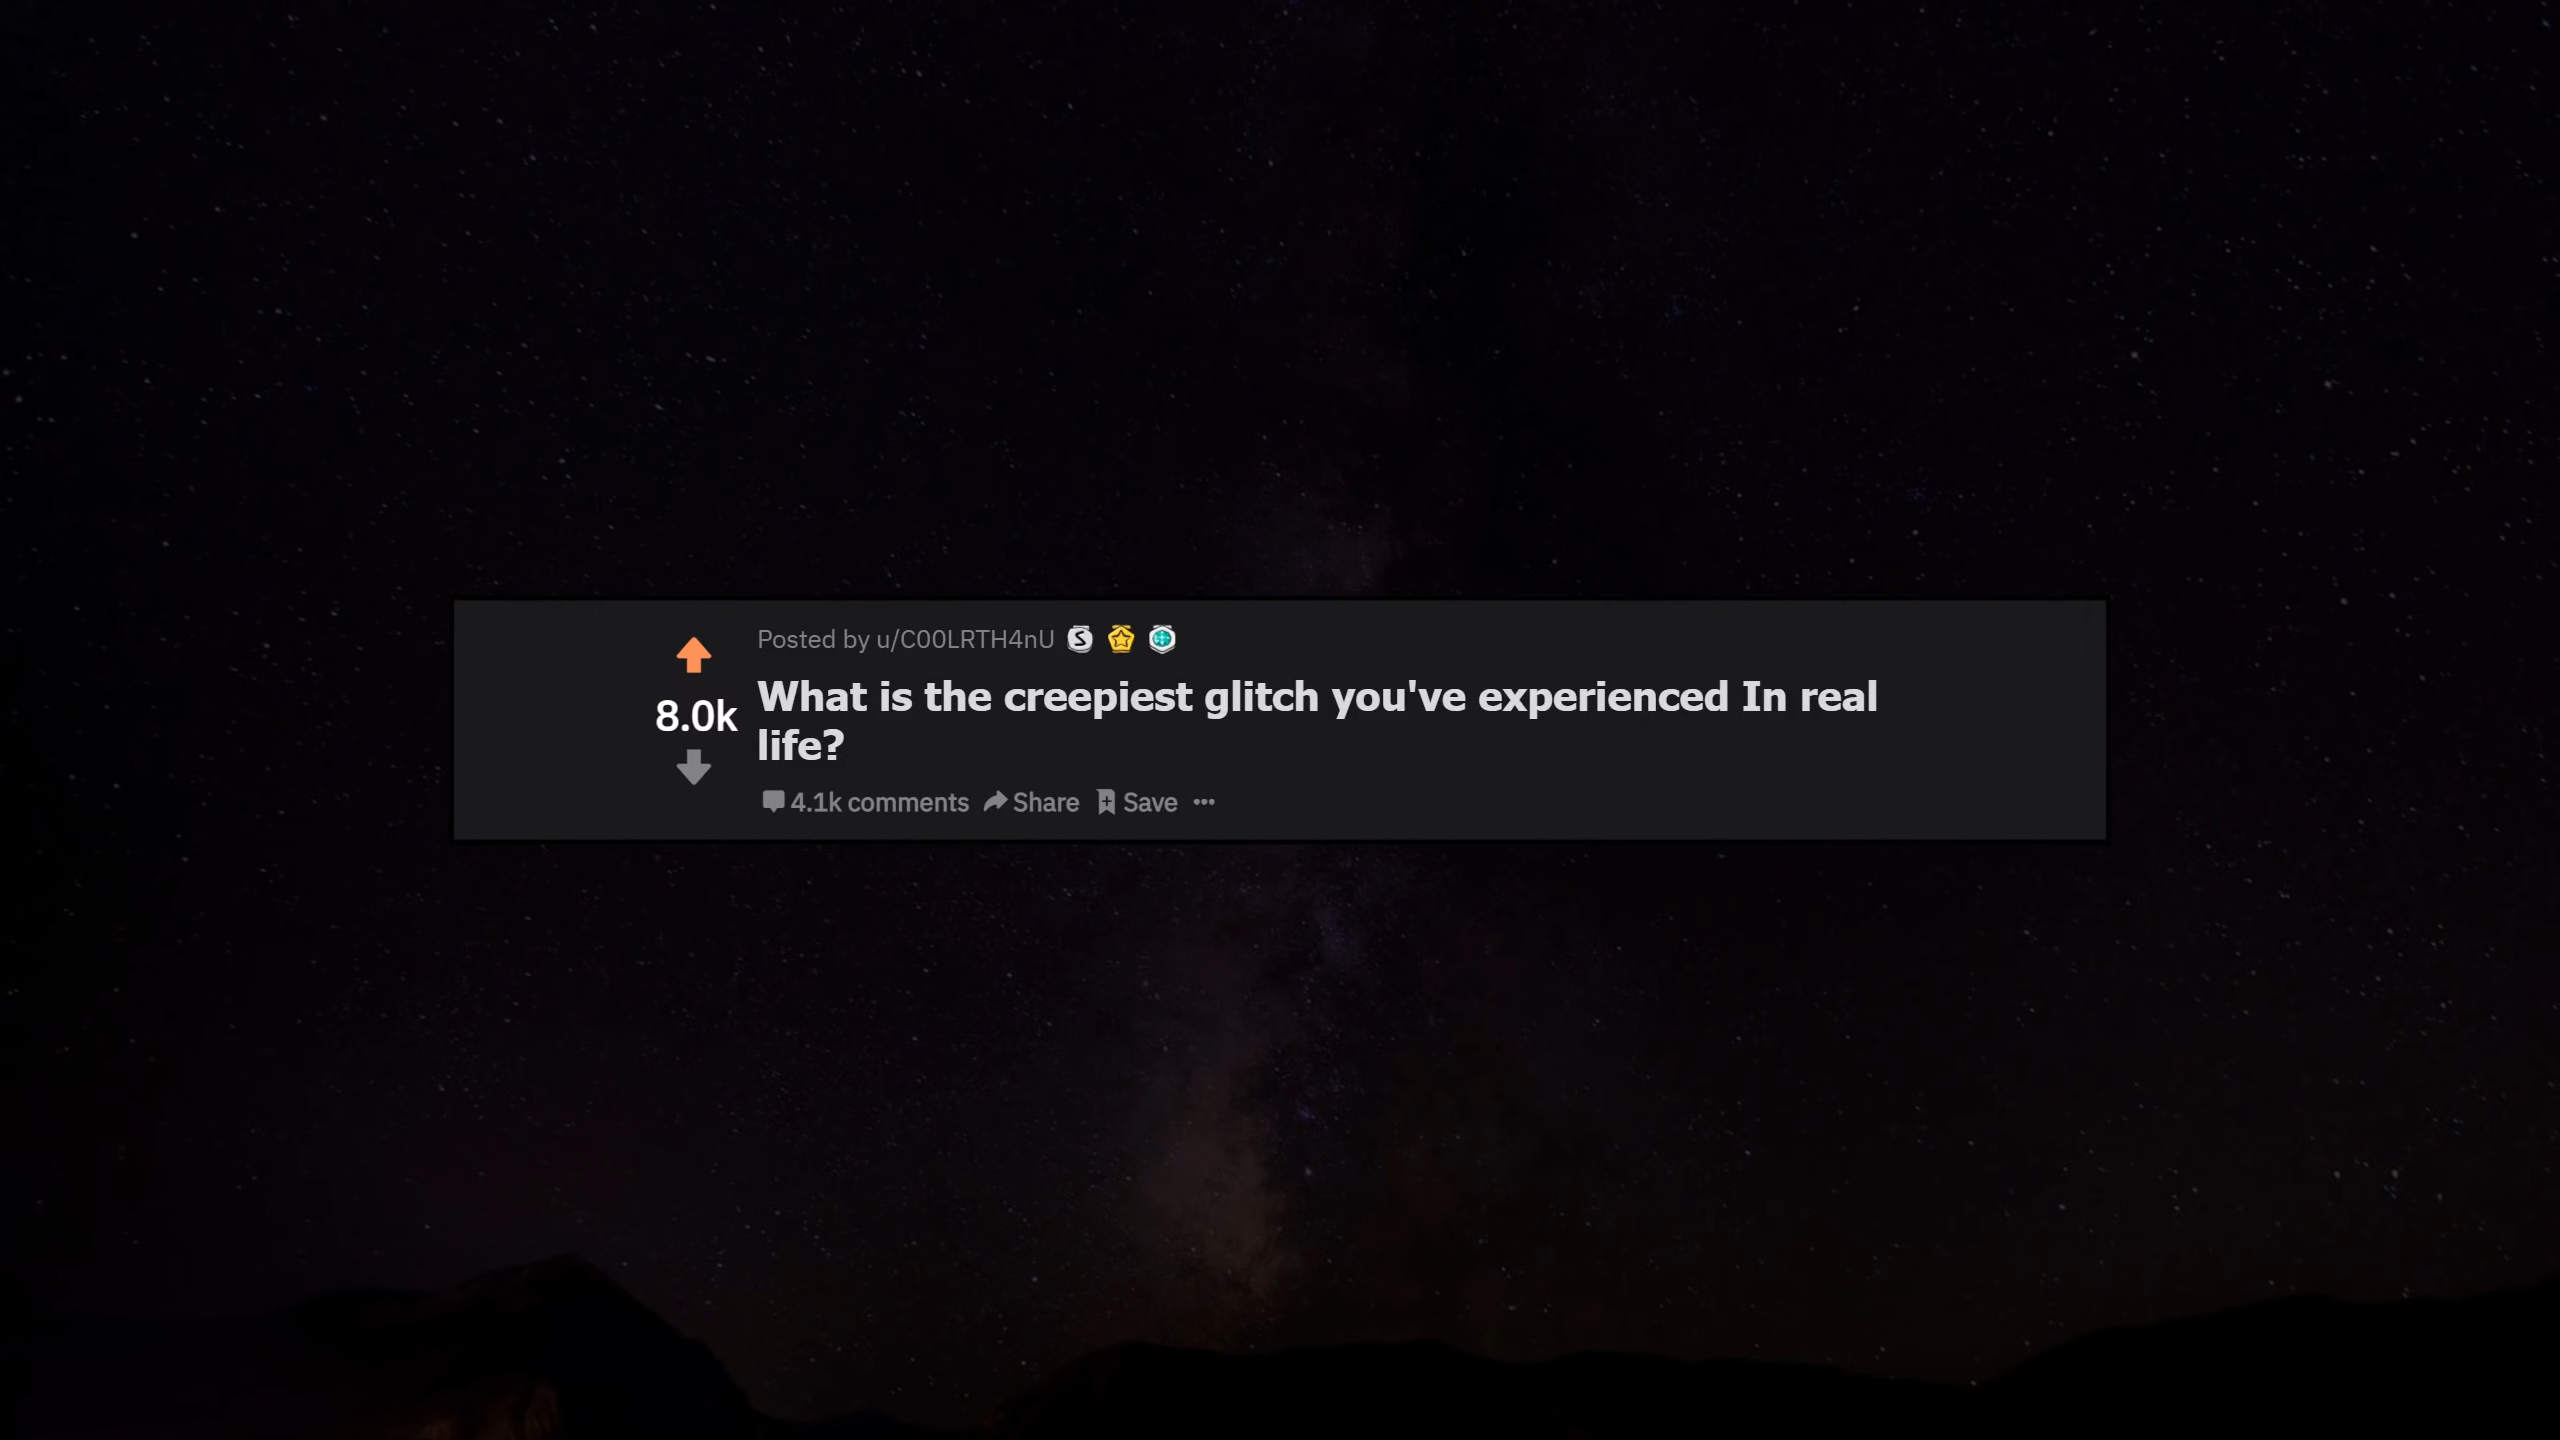 Posted by u/C00LRTH4nU
8.0k
What is the creepiest glitch you've experienced In real
life?
4.1k comments Share Save ···